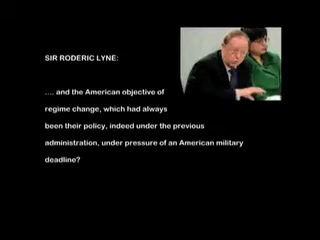 SIR RODERIC LYNE:
.... and the American objective of
regime change, which had always
been their policy, indeed under the previous
administration, under pressure of an American military
deadline?